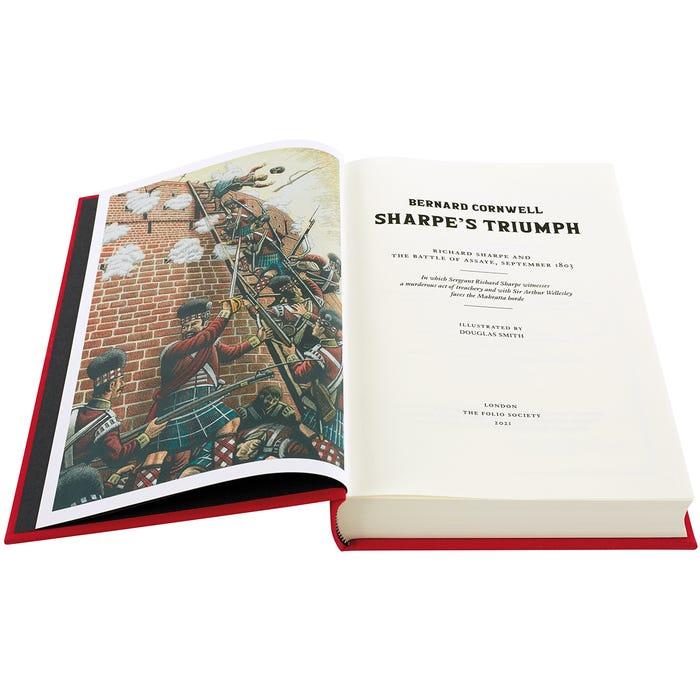 BERNARD CORNWELL
SHARPE'S TRIUMPH
RICHARD SHARPE AND
THE BATTLE OF ASSAYE, SEPTEMBER 1803
In which Sergeant Richard Sharpe witnesses
a murderous act of treachery and with Sir Arthur Wellesley
faces the Mahratta horde
ILLUSTRATED BY
DOUGLAS SMITH
LONDON
THE FOLIO SOCIETY
2021